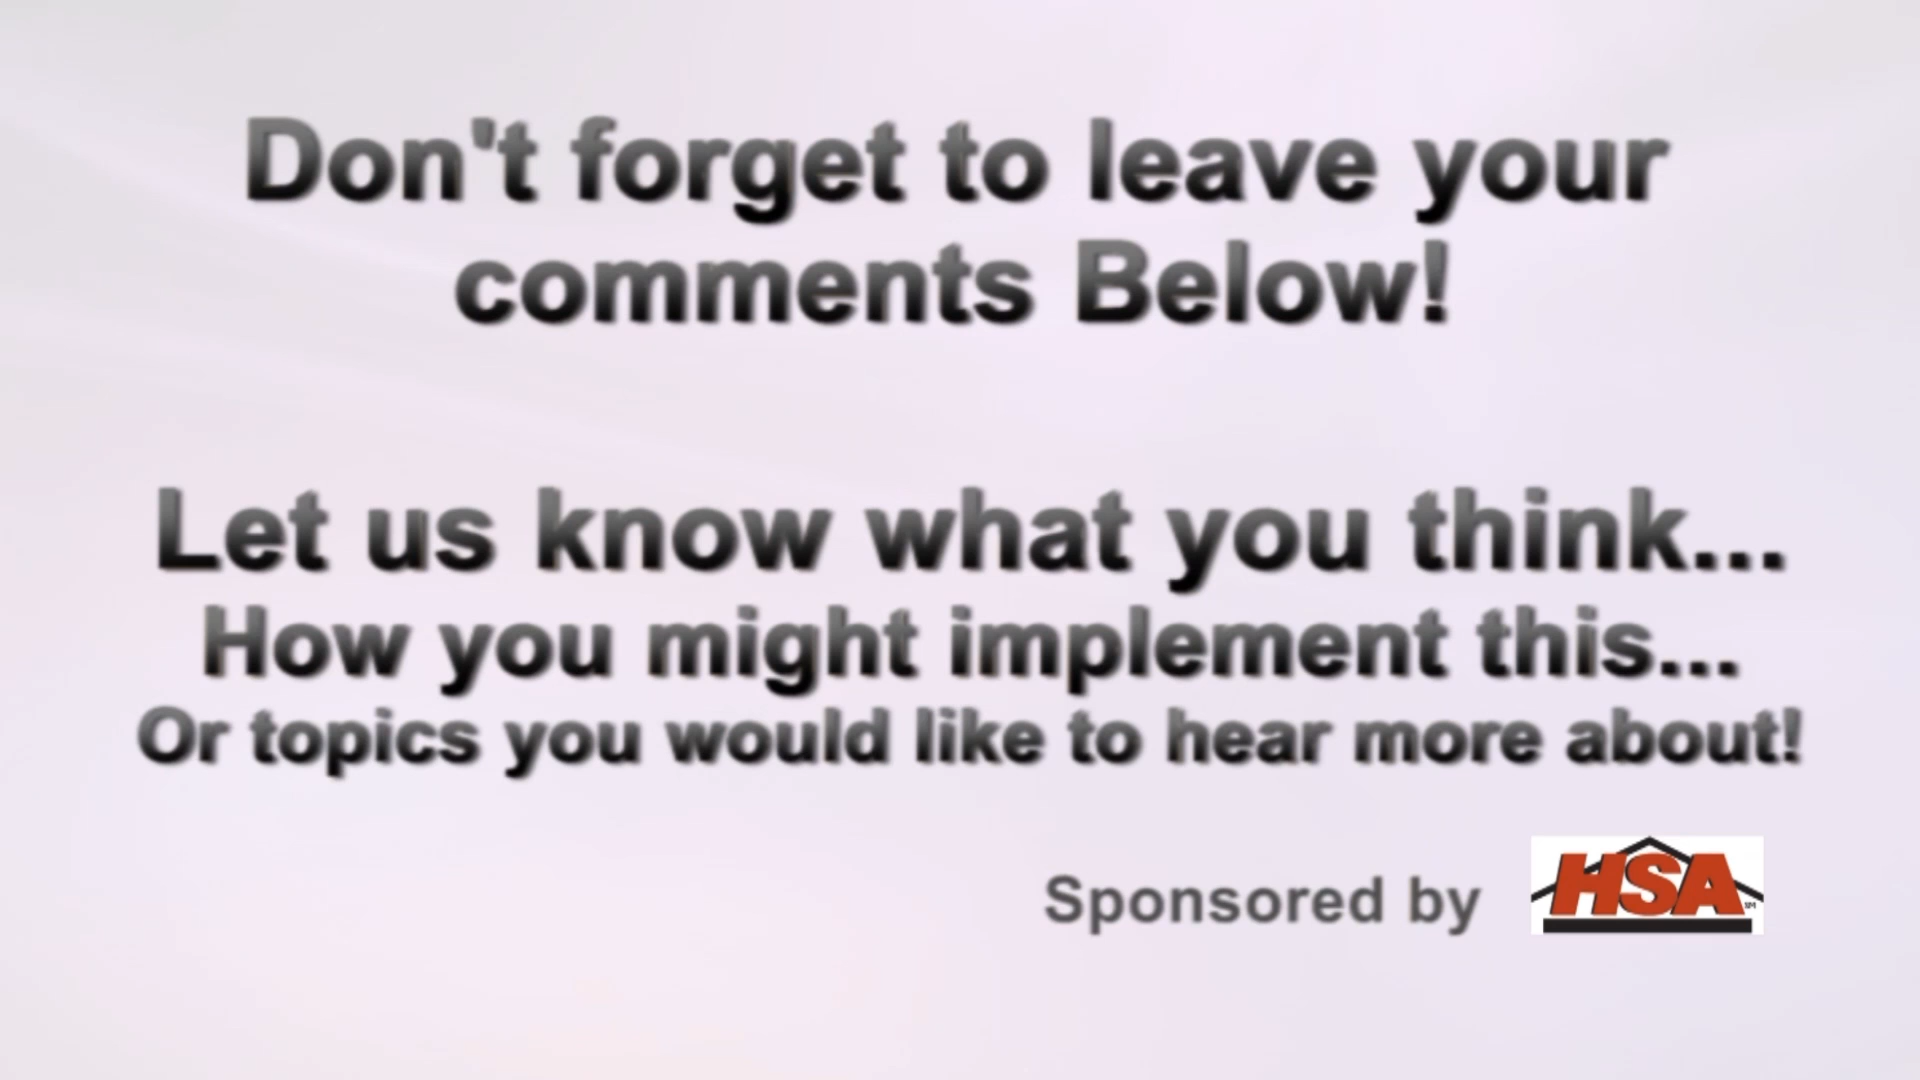 Don't forget to leave your
comments Below!
Let us know what you think...
How you might implement this...
Or topics you would like to hear more about!
Sponsored by HSA SM